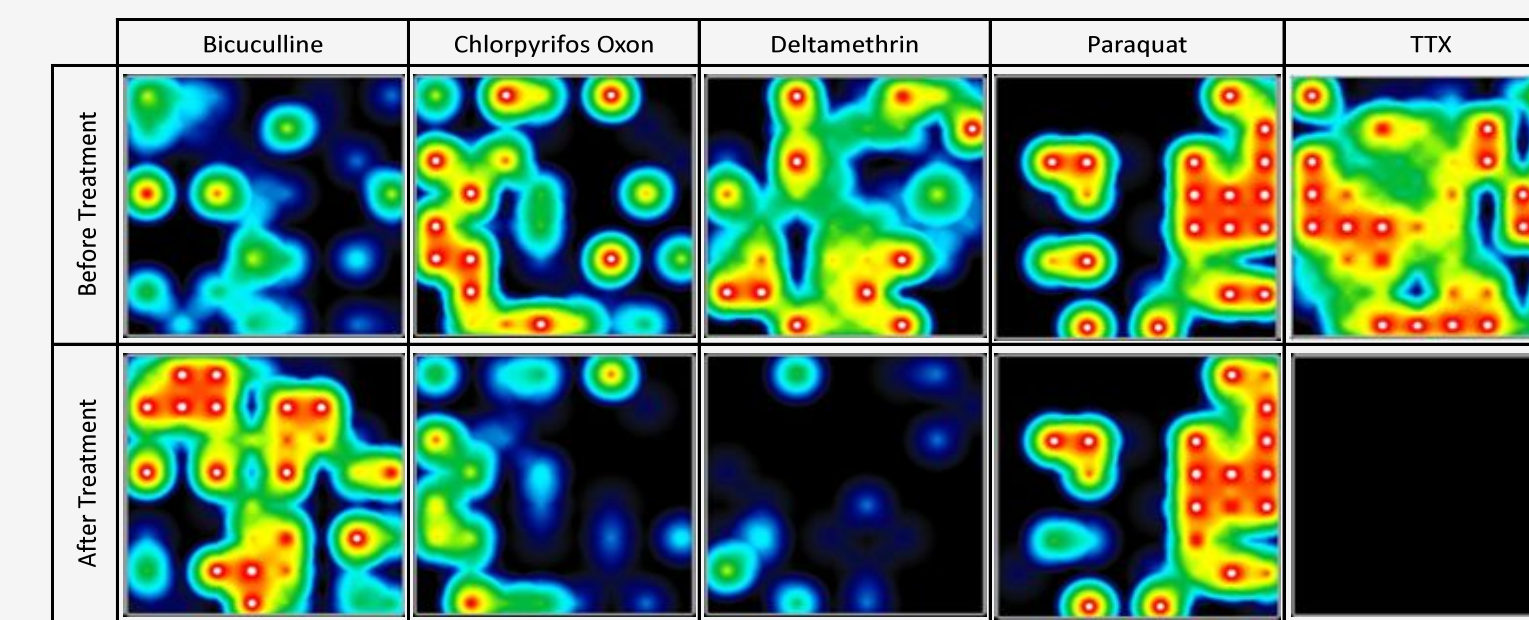 Bicuculline
Chlorpyrifos Oxon
Deltamethrin
Paraquat
TTX
Before Treatment
After Treatment